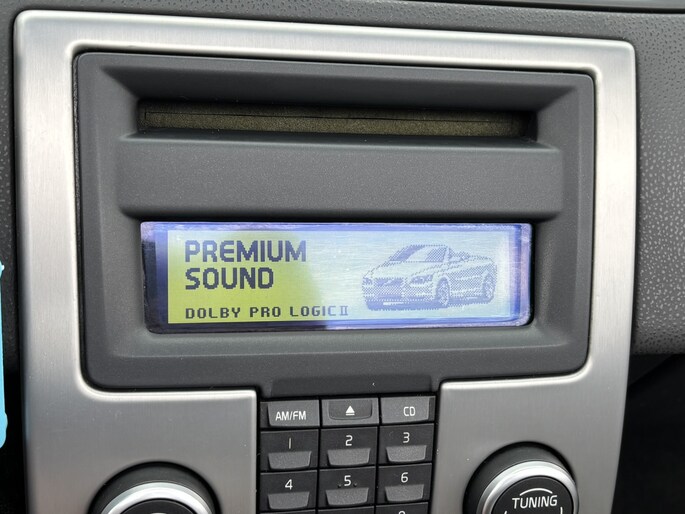 PREMIUM
SOUND
DOLBY PRO LOGIC II
AM/FM
CD
1
2
3
4
5
6
TUNING